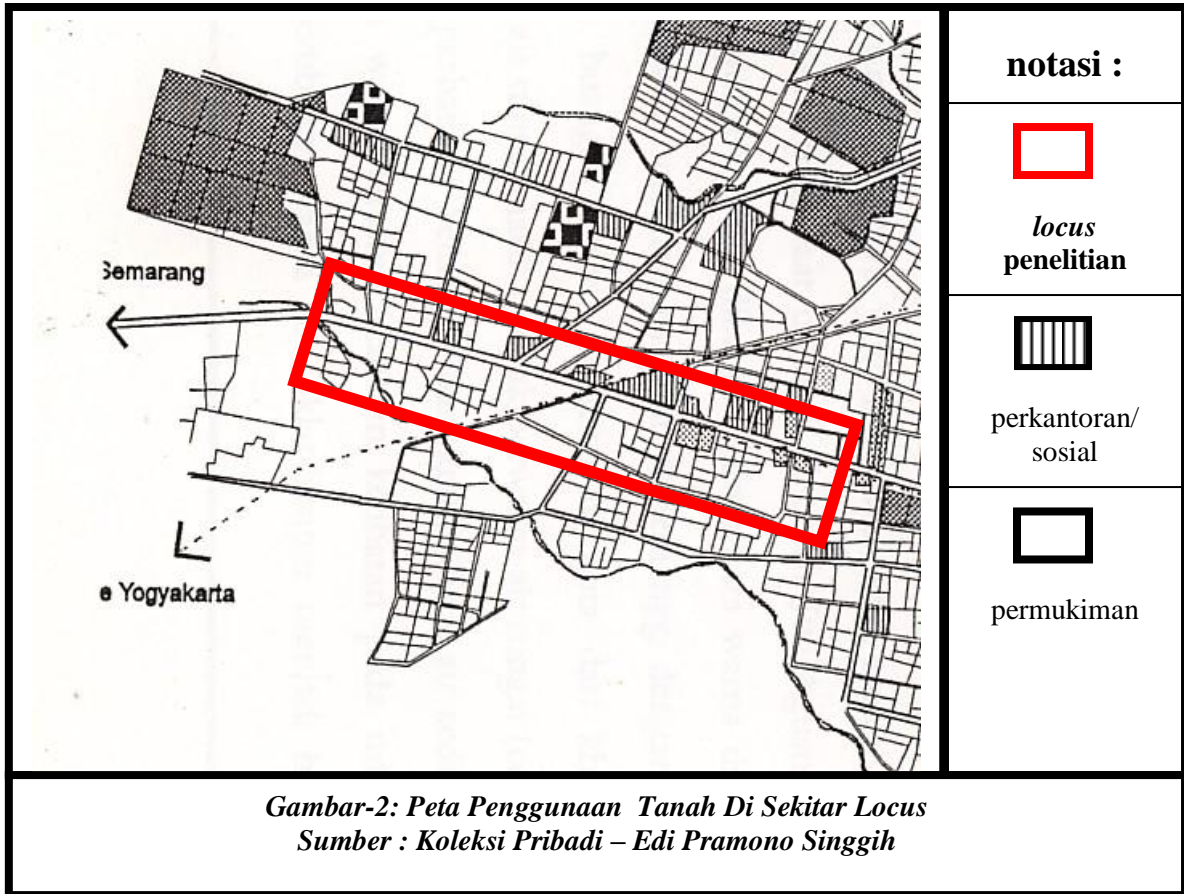 notasi :
locus
penelitian
perkantoran/
sosial
permukiman
Semarang
e Yogyakarta
Gambar-2: Peta Penggunaan Tanah Di Sekitar Locus
Sumber : Koleksi Pribadi – Edi Pramono Singgih